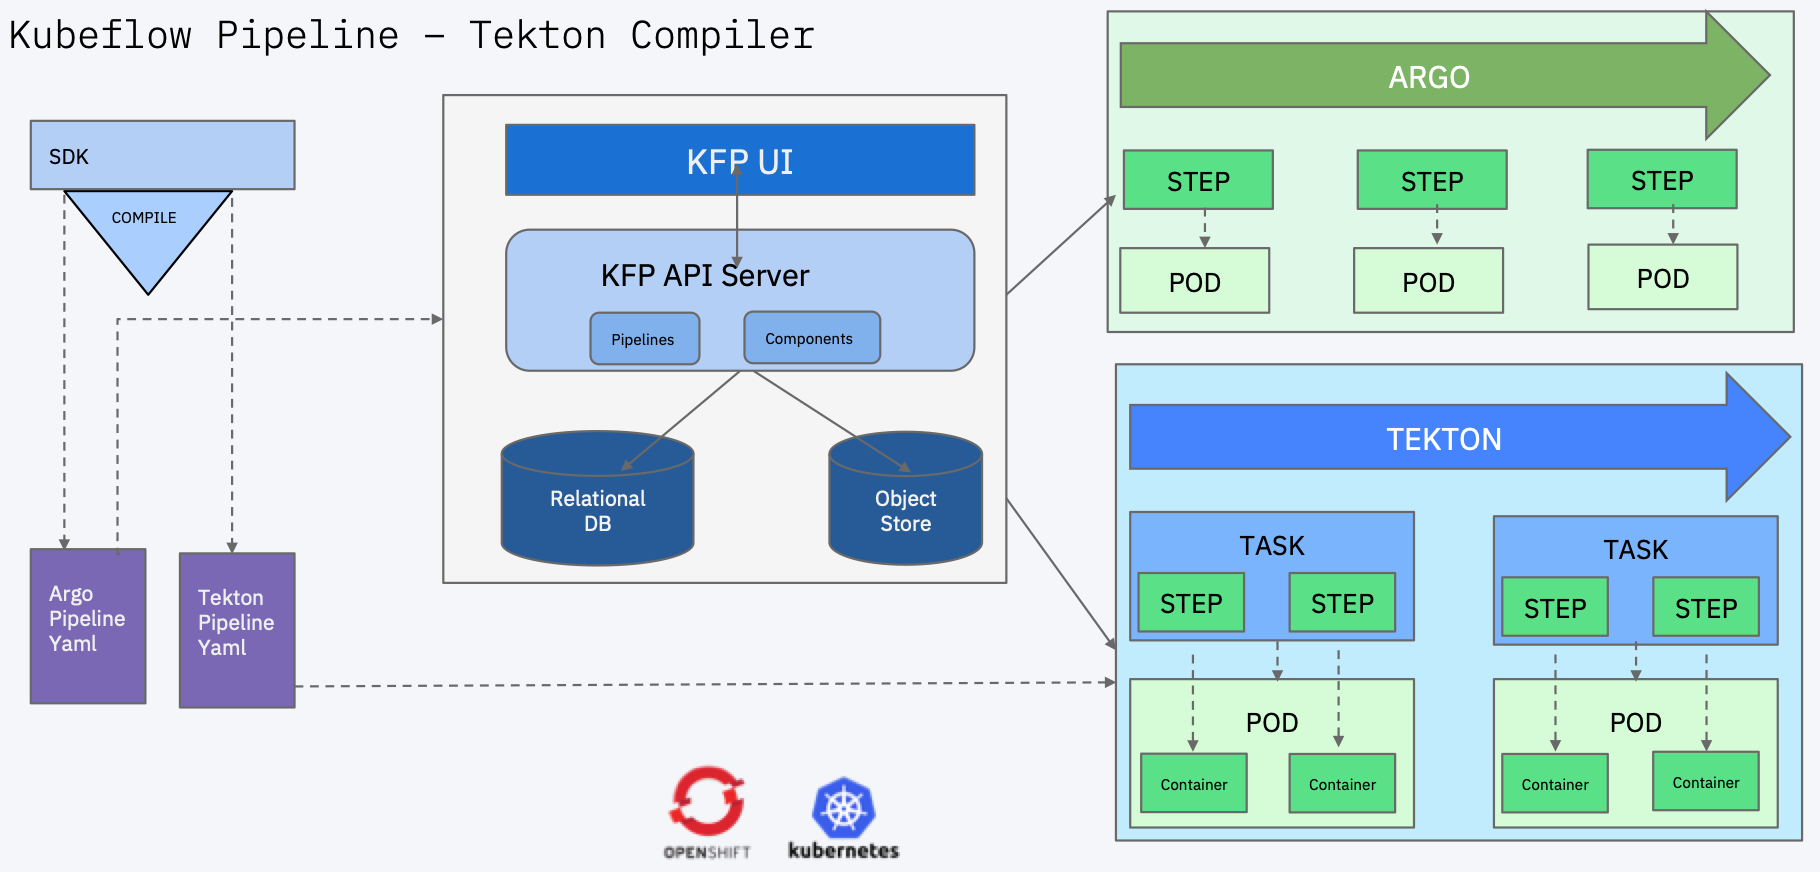 Kubeflow Pipeline – Tekton Compiler
SDK
COMPILE
Argo
Pipeline
Yaml
Tekton
Pipeline
Yaml
KFP UI
KFP API Server
Pipelines
Components
Relational
DB
Object
Store
ARGO
STEP
STEP
STEP
POD
POD
POD
TEKTON
TASK
STEP
STEP
TASK
STEP
STEP
POD
Container
Container
POD
Container
Container
OPENSHIFT
kubernetes